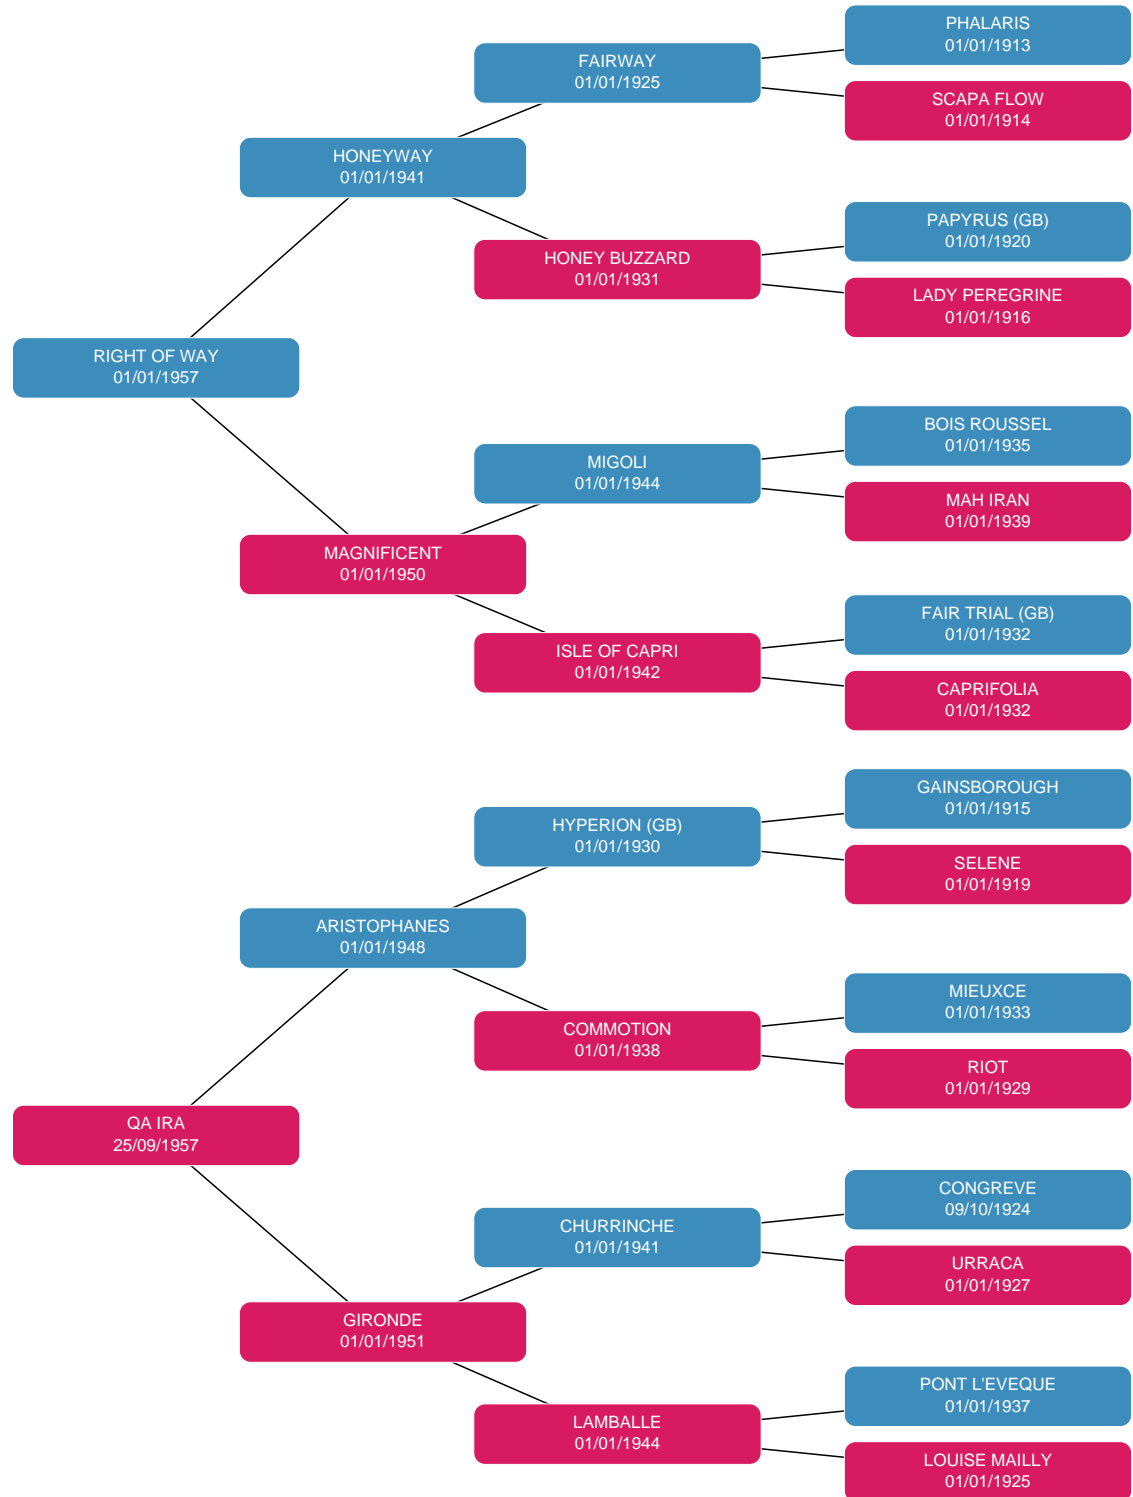 PHALARIS
01/01/1913
FAIRWAY
01/01/1925
SCAPA FLOW
01/01/1914
HONEYWAY
01/01/1941
PAPYRUS (GB)
01/01/1920
HONEY BUZZARD
01/01/1931
LADY PEREGRINE
01/01/1916
RIGHT OF WAY
01/01/1957
BOIS ROUSSEL
01/01/1935
MIGOLI
01/01/1944
MAH IRAN
01/01/1939
MAGNIFICENT
01/01/1950
FAIR TRIAL (GB)
01/01/1932
ISLE OF CAPRI
01/01/1942
CAPRIFOLIA
01/01/1932
GAINSBOROUGH
01/01/1915
HYPERION (GB)
01/01/1930
SELENE
01/01/1919
ARISTOPHANES
01/01/1948
MIEUXCE
01/01/1933
COMMOTION
01/01/1938
RIOT
01/01/1929
QA IRA
25/09/1957
CONGREVE
09/10/1924
CHURRINCHE
01/01/1941
URRACA
01/01/1927
GIRONDE
01/01/1951
PONT L'EVEQUE
01/01/1937
LAMBALLE
01/01/1944
LOUISE MAILLY
01/01/1925